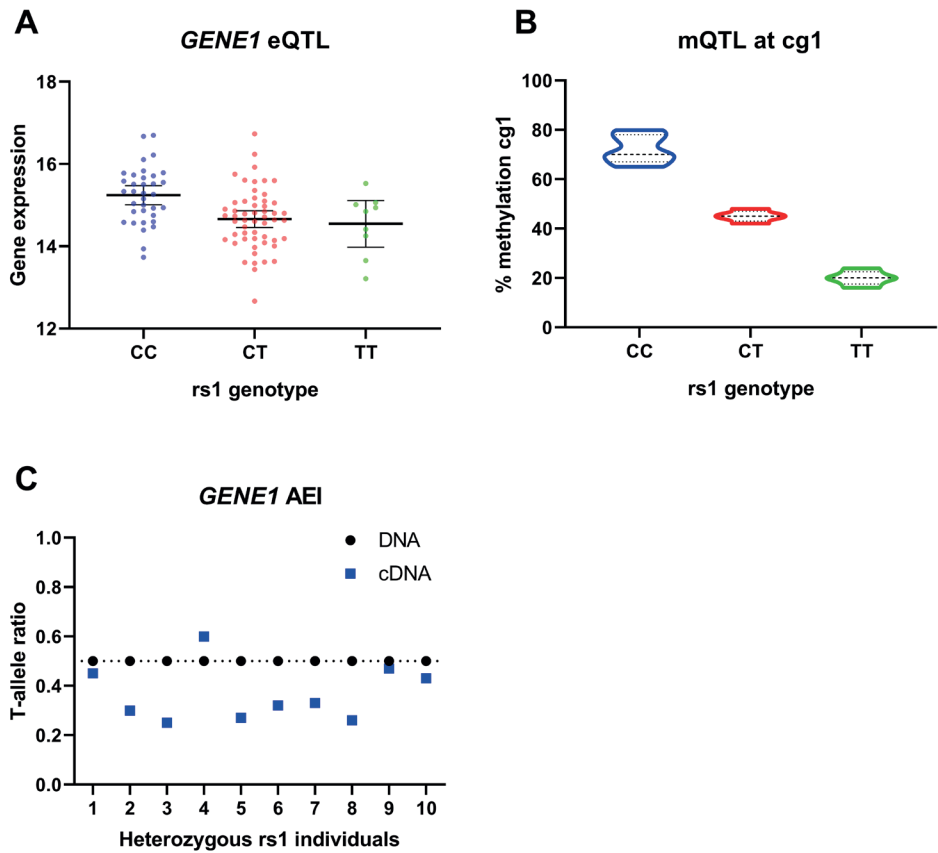 A
GENE1 eQTL
Gene expression
18
16
14
12
CC CT TT
rs1 genotype
B
mQTL at cg1
% methylation cg1
100
80
60
40
20
0
CC CT TT
rs1 genotype
C
GENE1 AEI
DNA
cDNA
T-allele ratio
1.0
0.8
0.6
0.4
0.2
0.0
1 2 3 4 5 6 7 8 9 10
Heterozygous rs1 individuals